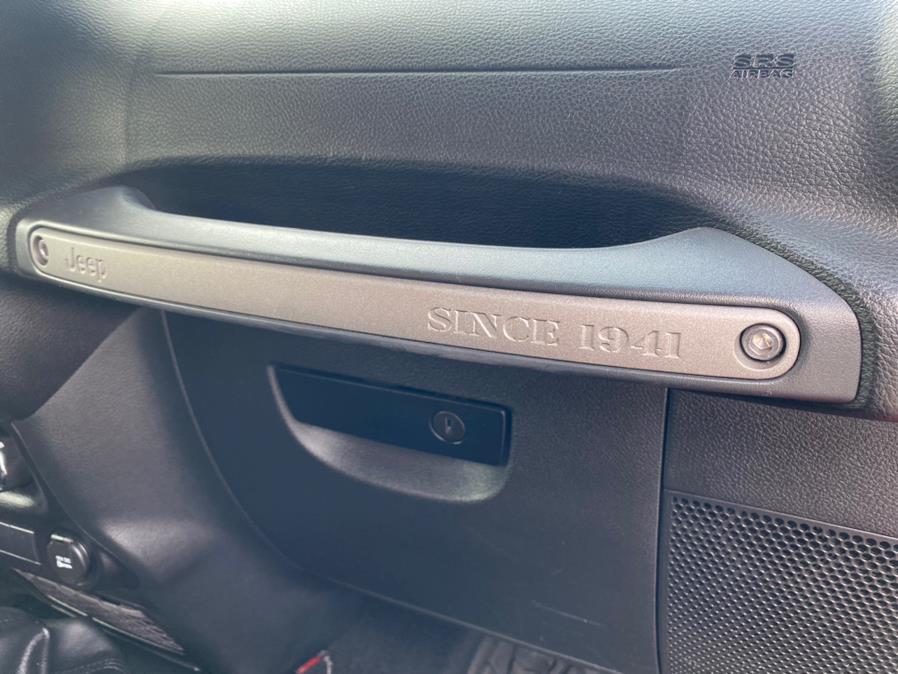 SRS
AIRBAG
Jeep
SINCE 1941